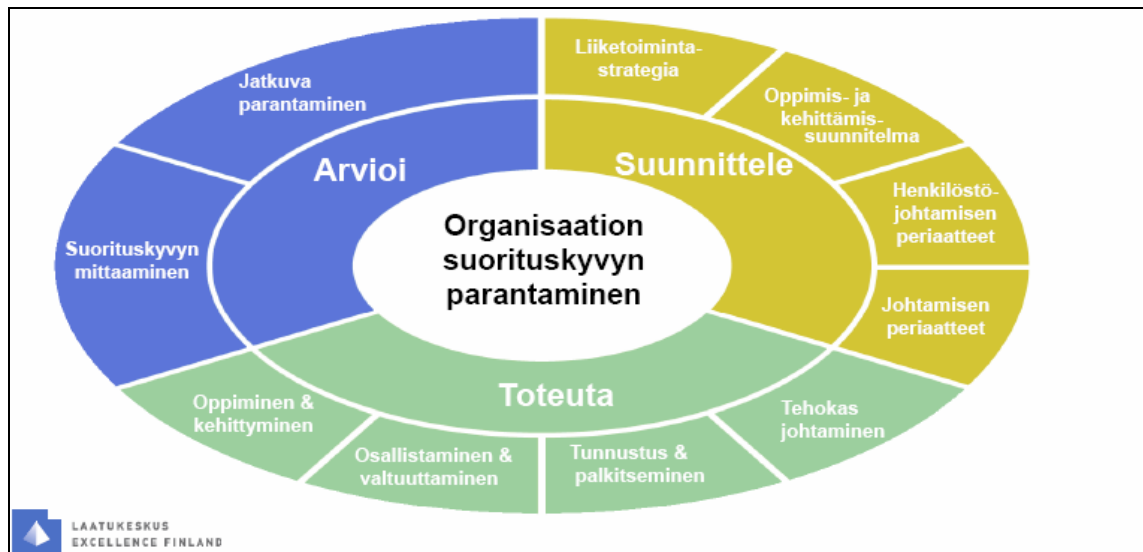 Liiketoiminta-
strategia
Oppimis- ja
kehittämis-
suunnitelma
Henkilöstö-
johtamisen
periaatteet
Johtamisen
periaatteet
Tehokas
johtaminen
Tunnustus &
palkitseminen
Osallistaminen &
valtuuttaminen
Oppiminen &
kehittyminen
Suorituskyvyn
mittaaminen
Jatkuva
parantaminen
Arvioi
Suunnittele
Toteuta
Organisaation
suorituskyvyn
parantaminen
LAATUKESKUS
EXCELLENCE FINLAND